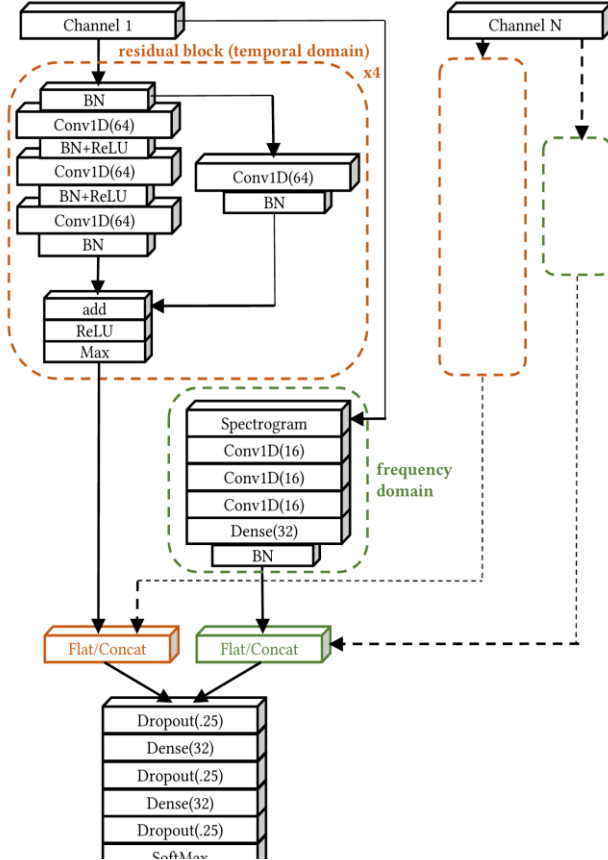 Channel 1
Channel N
residual block (temporal domain)
x4
BN
Conv1D(64)
BN+ReLU
Conv1D(64)
BN+ReLU
Conv1D(64)
BN
Conv1D(64)
BN
add
ReLU
Max
Spectrogram
Conv1D(16)
Conv1D(16)
Conv1D(16)
Dense(32)
BN
frequency
domain
Flat/Concat
Flat/Concat
Dropout(.25)
Dense(32)
Dropout(.25)
Dense(32)
Dropout(.25)
SoftMax